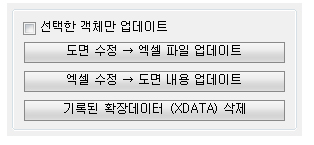 선택한 객체만 업데이트
도면 수정 → 엑셀 파일 업데이트
엑셀 수정 → 도면 내용 업데이트
기록된 확장데이터 (XDATA) 삭제